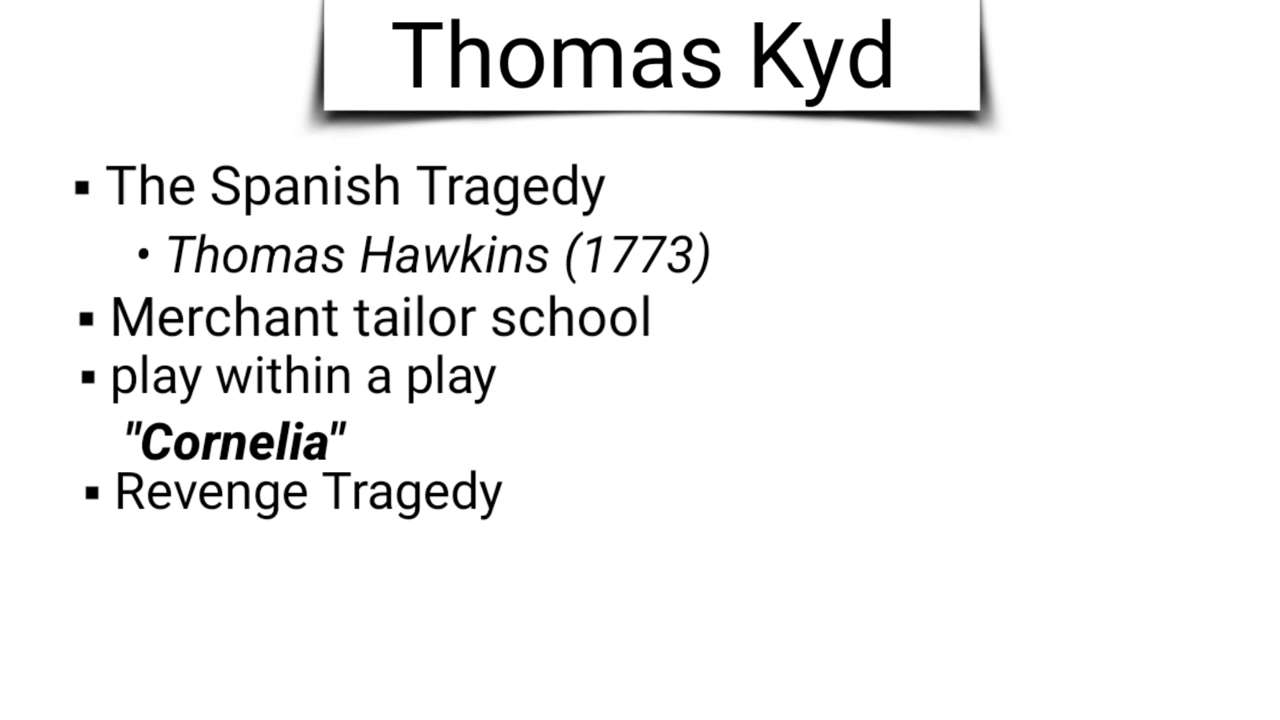 Thomas Kyd
▪ The Spanish Tragedy
• Thomas Hawkins (1773)
▪ Merchant tailor school
▪ play within a play
"Cornelia"
▪ Revenge Tragedy